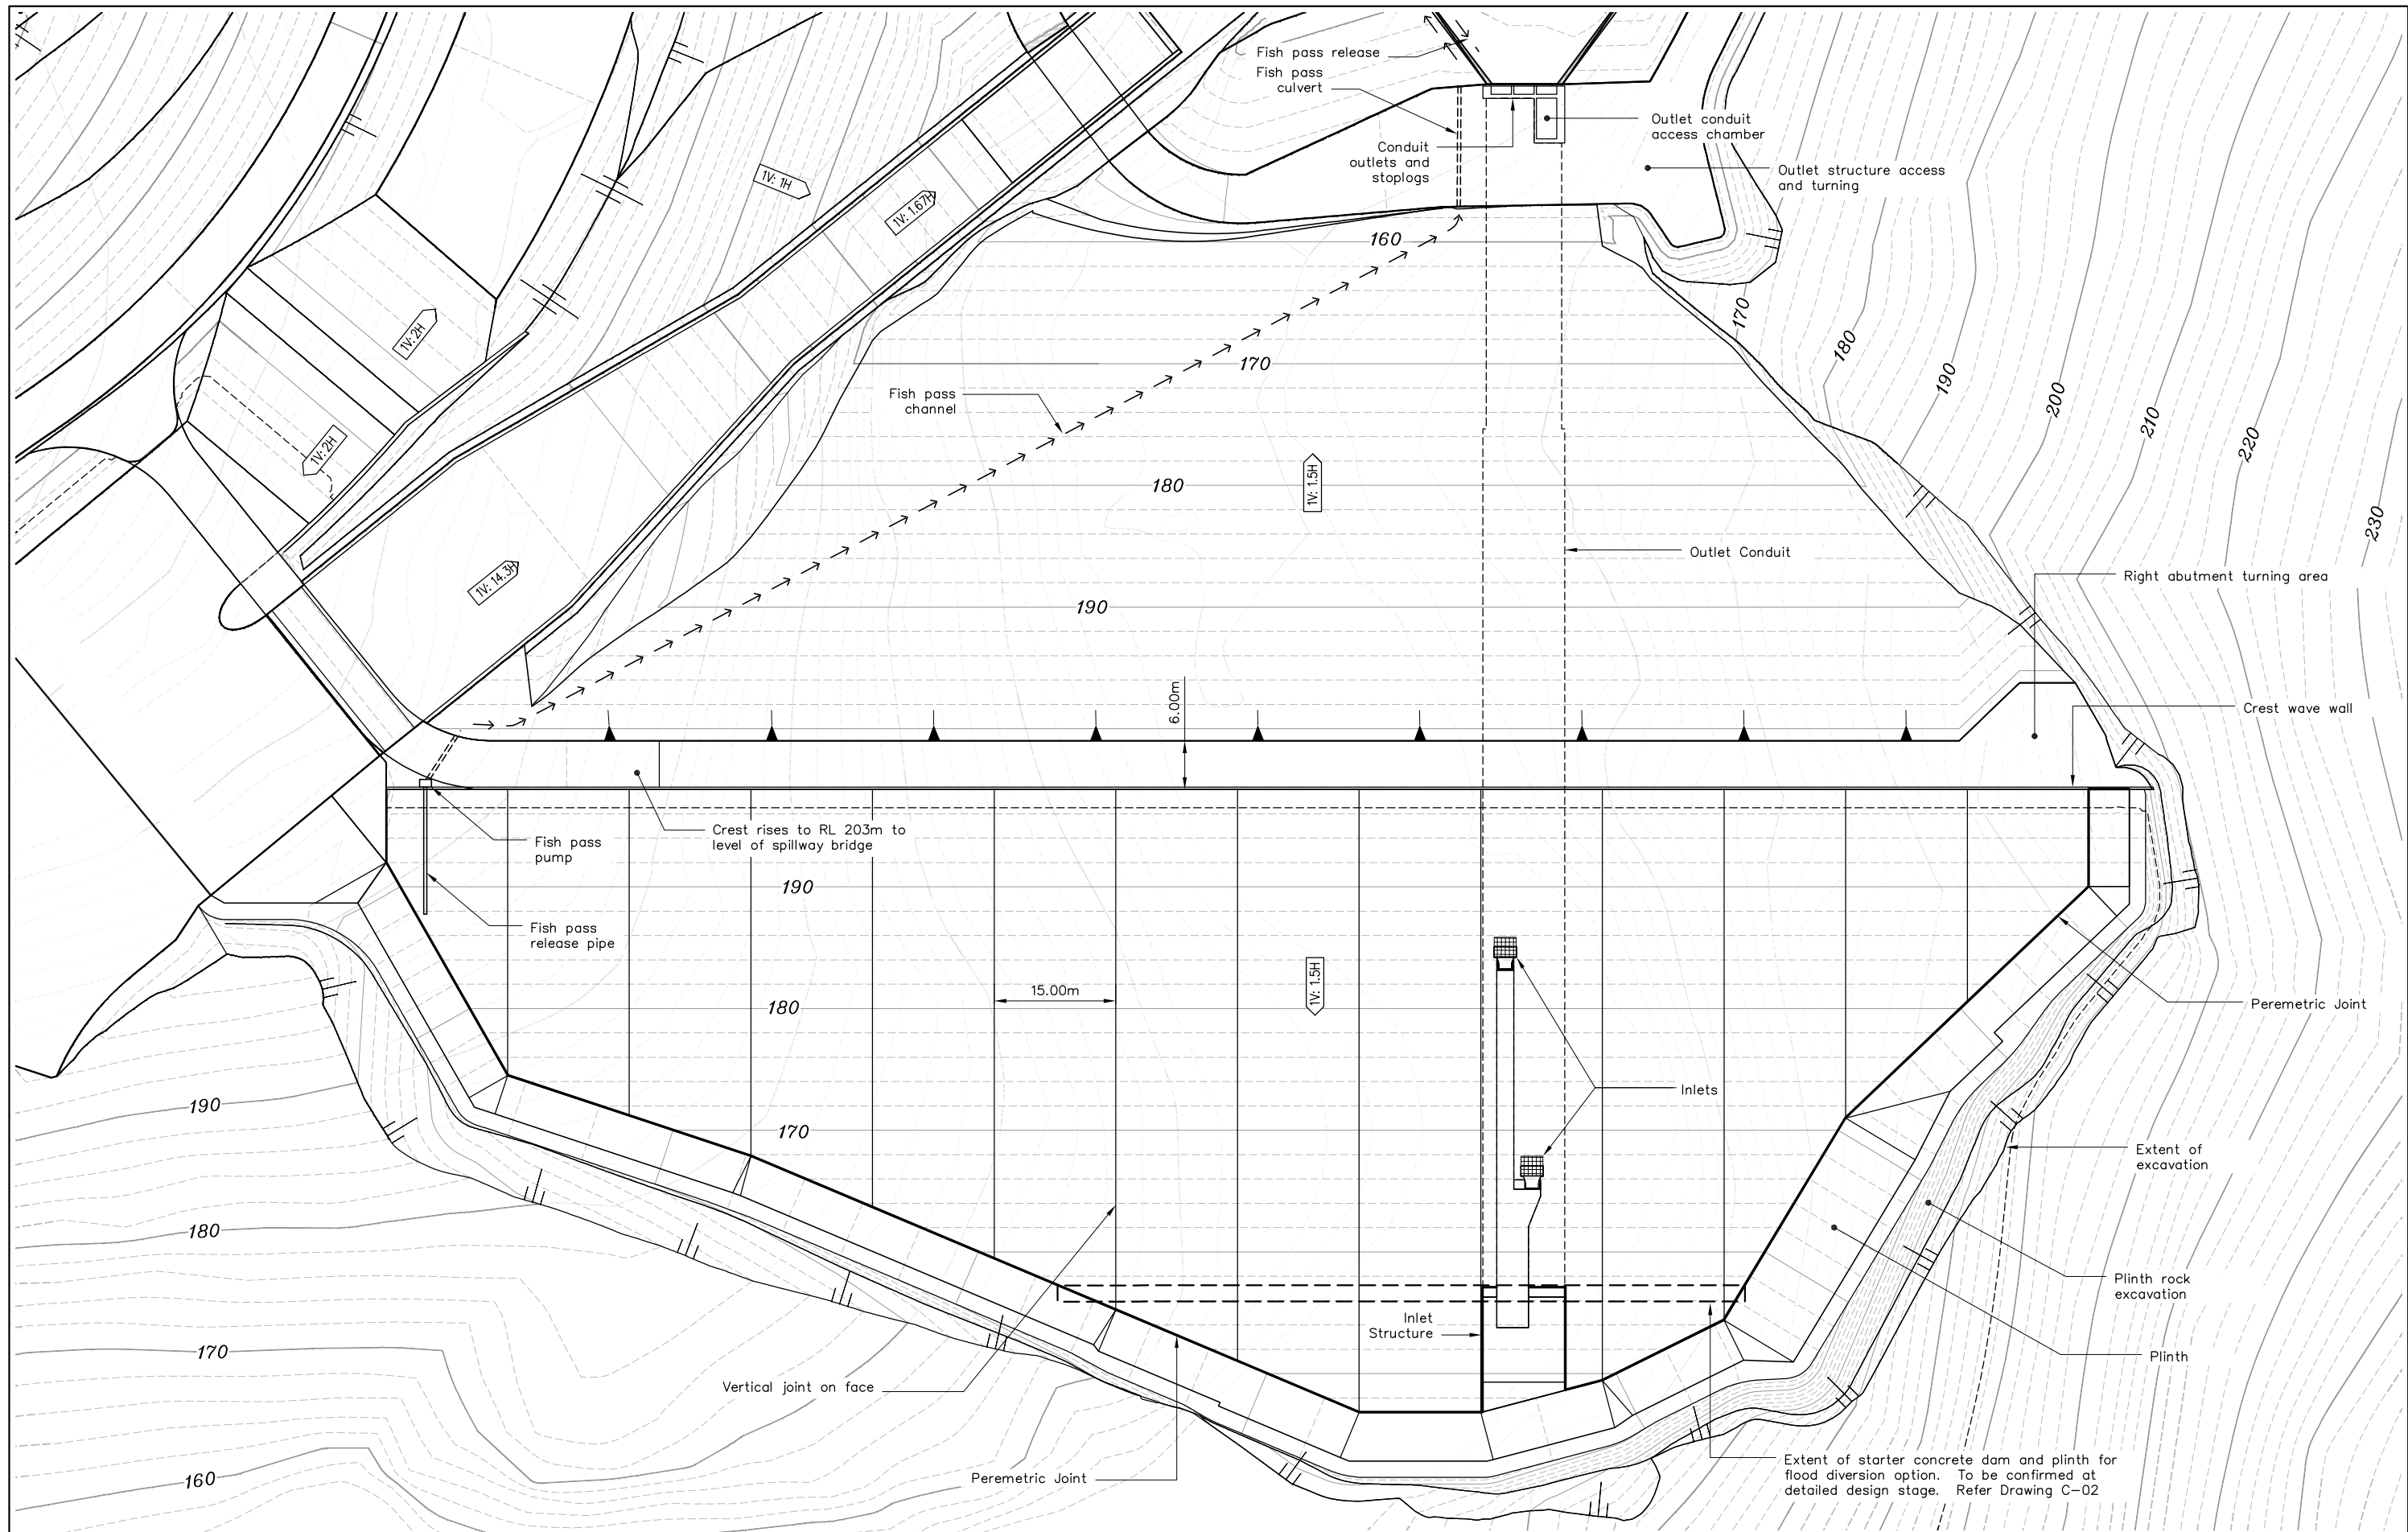 Fish pass release
Fish pass
culvert
Outlet conduit
access chamber
Conduit
outlets and
stoplogs
Outlet structure access
and turning
1V: 1H
1V: 1.67H
160
170
1V: 2H
180
170
190
200
210
220
Fish pass
channel
1V: 2H
180
1V: 1.5H
230
Outlet Conduit
1V: 14.3H
Right abutment turning area
190
6.00m
Crest wave wall
Crest rises to RL 203m to
level of spillway bridge
Fish pass
pump
190
Fish pass
release pipe
1V: 1.5H
15.00m
180
Peremetric Joint
Inlets
190
170
Extent of
excavation
180
Plinth rock
excavation
Inlet
Structure
170
Plinth
Vertical joint on face
160
Peremetric Joint
Extent of starter concrete dam and plinth for
flood diversion option. To be confirmed at
detailed design stage. Refer Drawing C-02